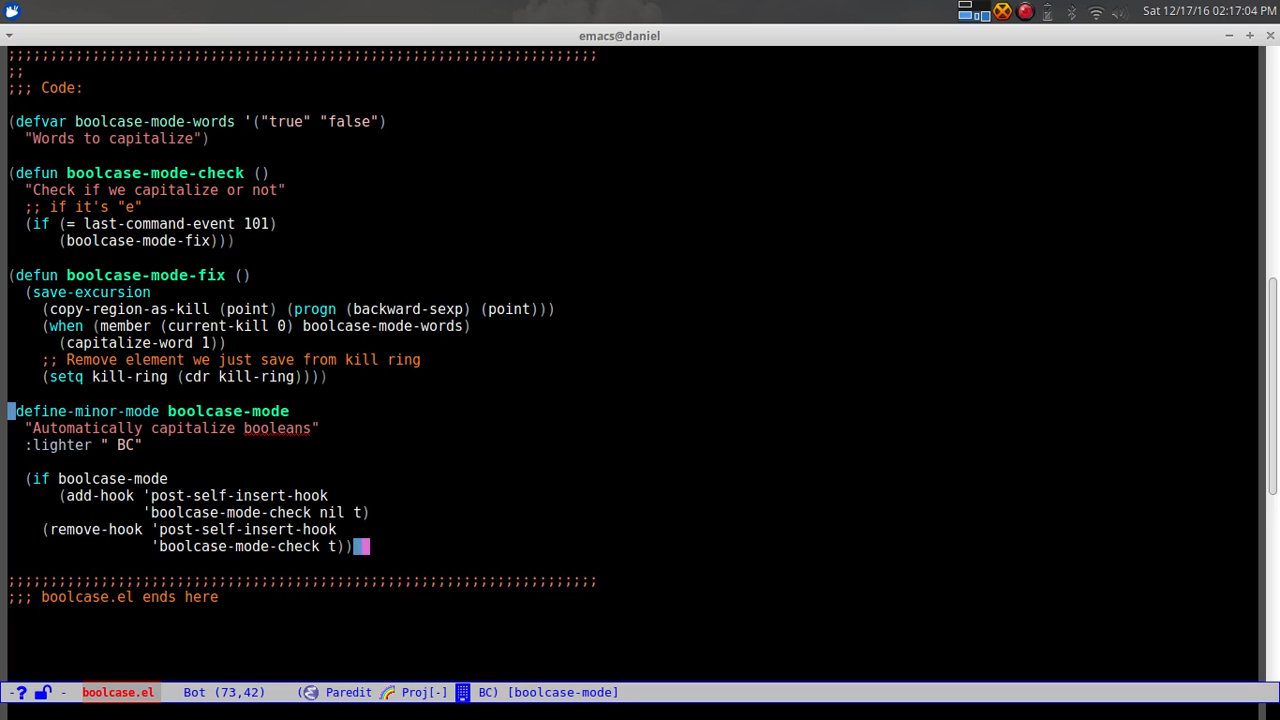 Sat 12/17/16 02:17:04 PM
emacs@daniel
;;;;;;;;;;;;;;;;;;;;;;;;;;;;;;;;;;;;;;;;;;;;;;;;;;;;;;;;;;;;;;;;;;;;;;
;;
;;; Code:
(defvar boolcase-mode-words '("true" "false")
  "Words to capitalize")
(defun boolcase-mode-check ()
  "Check if we capitalize or not"
  ;; if it's "e"
  (if (= last-command-event 101)
      (boolcase-mode-fix)))
(defun boolcase-mode-fix ()
  (save-excursion
    (copy-region-as-kill (point) (progn (backward-sexp) (point)))
    (when (member (current-kill 0) boolcase-mode-words)
      (capitalize-word 1))
    ;; Remove element we just save from kill ring
    (setq kill-ring (cdr kill-ring))))
(define-minor-mode boolcase-mode
  "Automatically capitalize booleans"
  :lighter " BC"
  (if boolcase-mode
      (add-hook 'post-self-insert-hook
                'boolcase-mode-check nil t)
    (remove-hook 'post-self-insert-hook
                 'boolcase-mode-check t)))
;;;;;;;;;;;;;;;;;;;;;;;;;;;;;;;;;;;;;;;;;;;;;;;;;;;;;;;;;;;;;;;;;;;;;;
;;; boolcase.el ends here
-? - boolcase.el Bot (73,42) ( Paredit Proj[-] BC) [boolcase-mode]